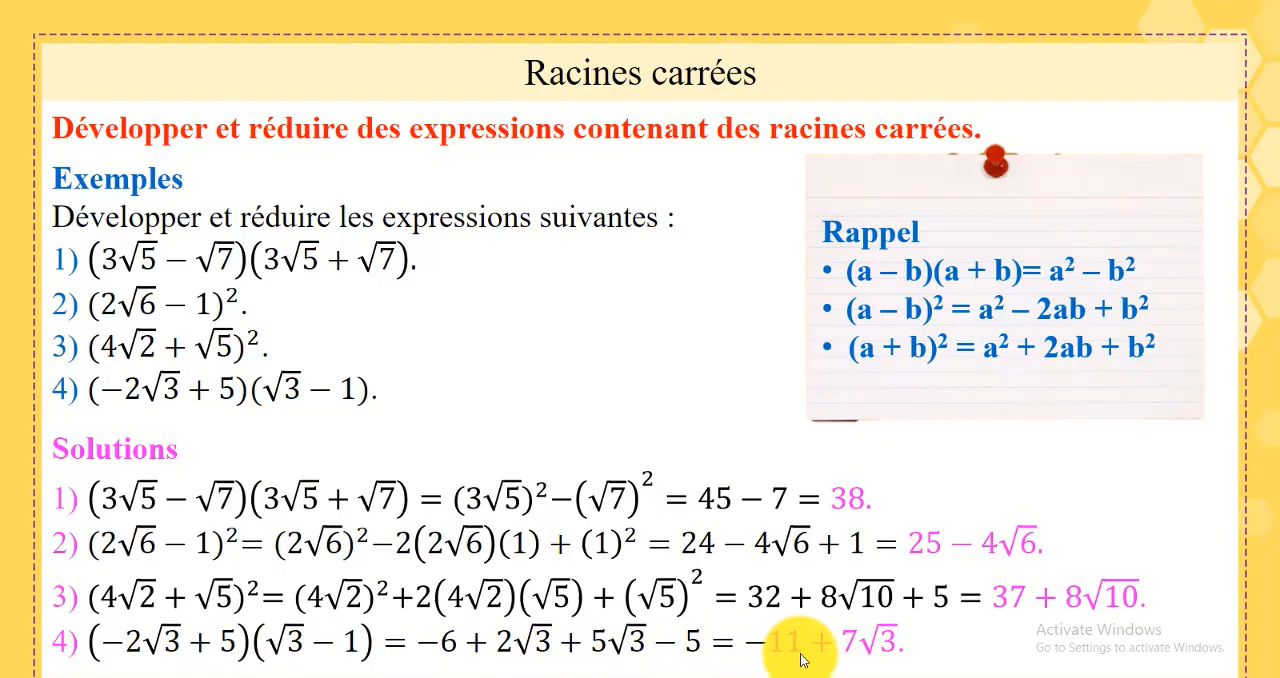 Racines carrées
Développer et réduire des expressions contenant des racines carrées.
Exemples
Développer et réduire les expressions suivantes :
1) (3√5 − √7)(3√5 + √7).
2) (2√6 − 1)².
3) (4√2 + √5)².
4) (−2√3 + 5)(√3 − 1).
Rappel
• (a – b)(a + b)= a² – b²
• (a – b)² = a² – 2ab + b²
• (a + b)² = a² + 2ab + b²
Solutions
1) (3√5 − √7)(3√5 + √7) = (3√5)²−(√7)² = 45 − 7 = 38.
2) (2√6 − 1)²= (2√6)²−2(2√6)(1) + (1)² = 24 − 4√6 + 1 = 25 − 4√6.
3) (4√2 + √5)²= (4√2)²+2(4√2)(√5) + (√5)² = 32 + 8√10 + 5 = 37 + 8√10.
4) (−2√3 + 5)(√3 − 1) = −6 + 2√3 + 5√3 − 5 = −11 + 7√3.
Activate Windows
Go to Settings to activate Windows.